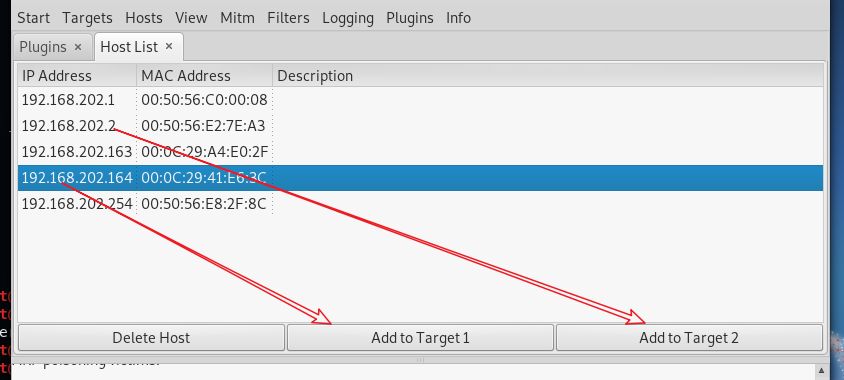 Start Targets Hosts View Mitm Filters Logging Plugins Info
Plugins × Host List ×
IP Address MAC Address Description
192.168.202.1 00:50:56:C0:00:08
192.168.202.2 00:50:56:E2:7E:A3
192.168.202.163 00:0C:29:A4:E0:2F
192.168.202.164 00:0C:29:41:E6:3C
192.168.202.254 00:50:56:E8:2F:8C
Delete Host Add to Target 1 Add to Target 2
ARP poisoning victims: